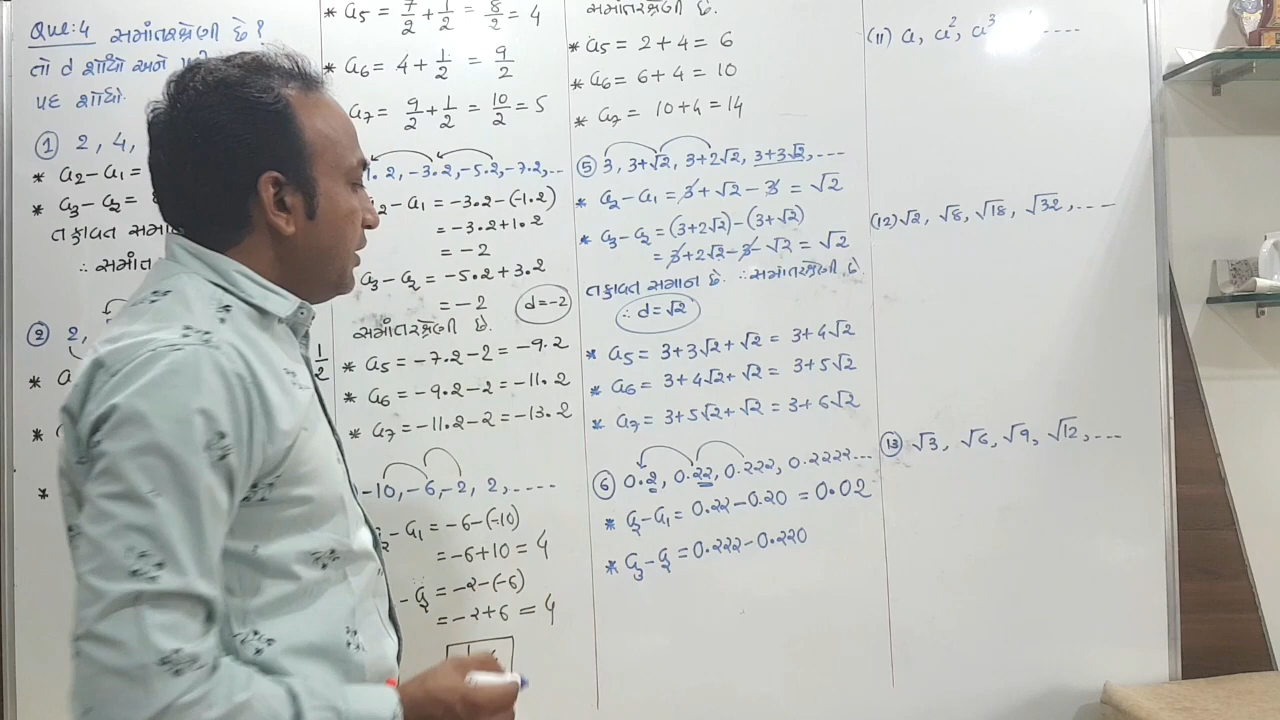 Que:4 સમાંતરશ્રેણી છે?
તો d શોધો અને
પદ શોધો.
① 2, 4,
* a₂-a₁=
* a₃-a₂=
તફાવત સમાન
∴ સમાંત
② 2,
1/2
*
*
*
* a₅ = 7/2 + 1/2 = 8/2 = 4
* a₆ = 4 + 1/2 = 9/2
* a₇ = 9/2 + 1/2 = 10/2 = 5
1.2, -3.2, -5.2, -7.2, ...
₂-a₁ = -3.2-(-1.2)
= -3.2+1.2
= -2
a₃-a₂ = -5.2+3.2
= -2
d=-2
સમાંતરશ્રેણી છે.
* a₅ = -7.2-2 = -9.2
* a₆ = -9.2-2 = -11.2
* a₇ = -11.2-2 = -13.2
-10, -6, -2, 2, ....
₂-a₁ = -6-(-10)
= -6+10 = 4
-a₂ = -2-(-6)
= -2+6 = 4
સમાંતરશ્રેણી છે.
* a₅ = 2+4 = 6
* a₆ = 6+4 = 10
* a₇ = 10+4 = 14
⑤ 3, 3+√2, 3+2√2, 3+3√2, ....
* a₂-a₁ = 3+√2-3 = √2
* a₃-a₂ = (3+2√2)-(3+√2)
= 3+2√2-3-√2 = √2
તફાવત સમાન છે. ∴ સમાંતરશ્રેણી છે.
∴ d=√2
* a₅ = 3+3√2+√2 = 3+4√2
* a₆ = 3+4√2+√2 = 3+5√2
* a₇ = 3+5√2+√2 = 3+6√2
⑥ 0.2, 0.22, 0.222, 0.2222...
* a₂-a₁ = 0.22-0.20 = 0.02
* a₃-a₂ = 0.222-0.220
(11) a, a², a³ ....
(12) √2, √8, √18, √32, ....
⑬ √3, √6, √9, √12, ...